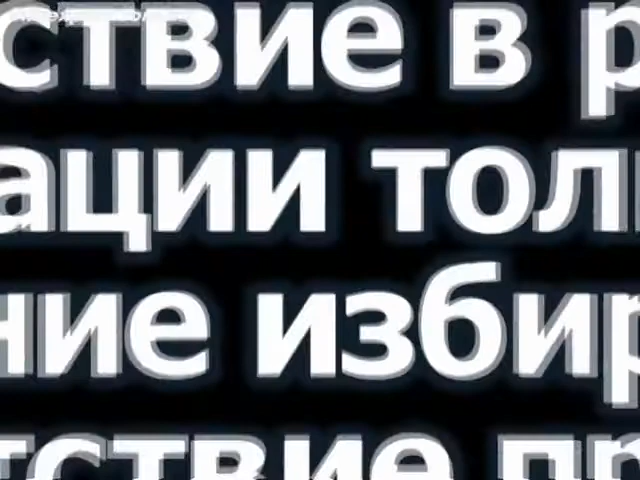 ствие в р
ации тол
ние избир
тствие пр